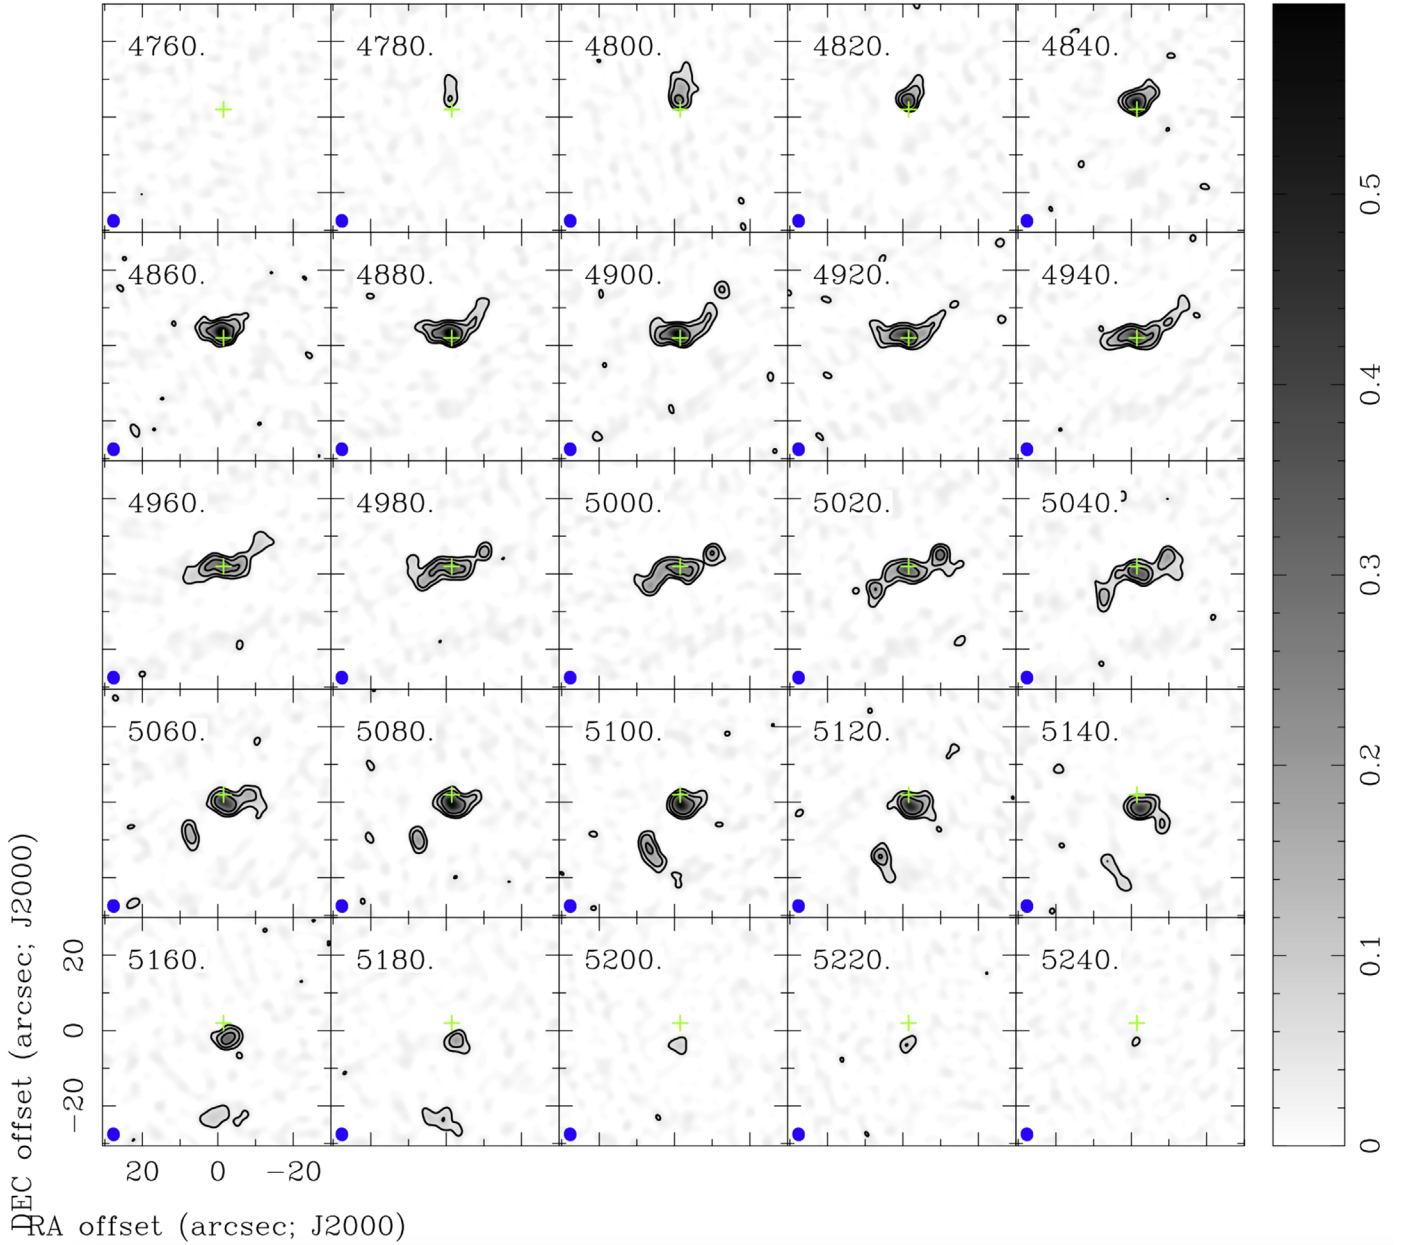 4760. 4780. 4800. 4820. 4840.
4860. 4880. 4900. 4920. 4940.
4960. 4980. 5000. 5020. 5040.
5060. 5080. 5100. 5120. 5140.
5160. 5180. 5200. 5220. 5240.
20
0
−20
20 0 −20
DEC offset (arcsec; J2000)
RA offset (arcsec; J2000)
0.5
0.4
0.3
0.2
0.1
0